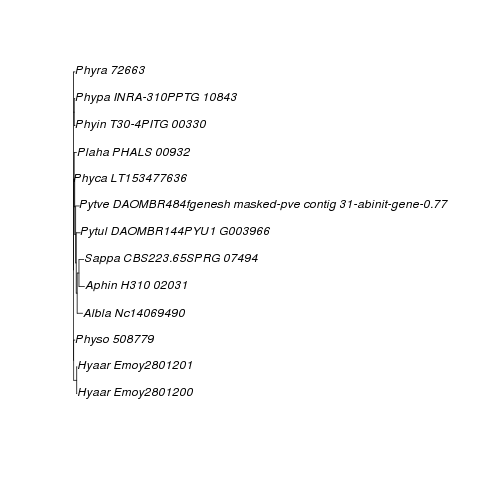 Phyra 72663
Phypa INRA-310PPTG 10843
Phyin T30-4PITG 00330
Plaha PHALS 00932
Phyca LT153477636
Pytve DAOMBR484fgenesh masked-pve contig 31-abinit-gene-0.77
Pytul DAOMBR144PYU1 G003966
Sappa CBS223.65SPRG 07494
Aphin H310 02031
Albla Nc14069490
Physo 508779
Hyaar Emoy2801201
Hyaar Emoy2801200